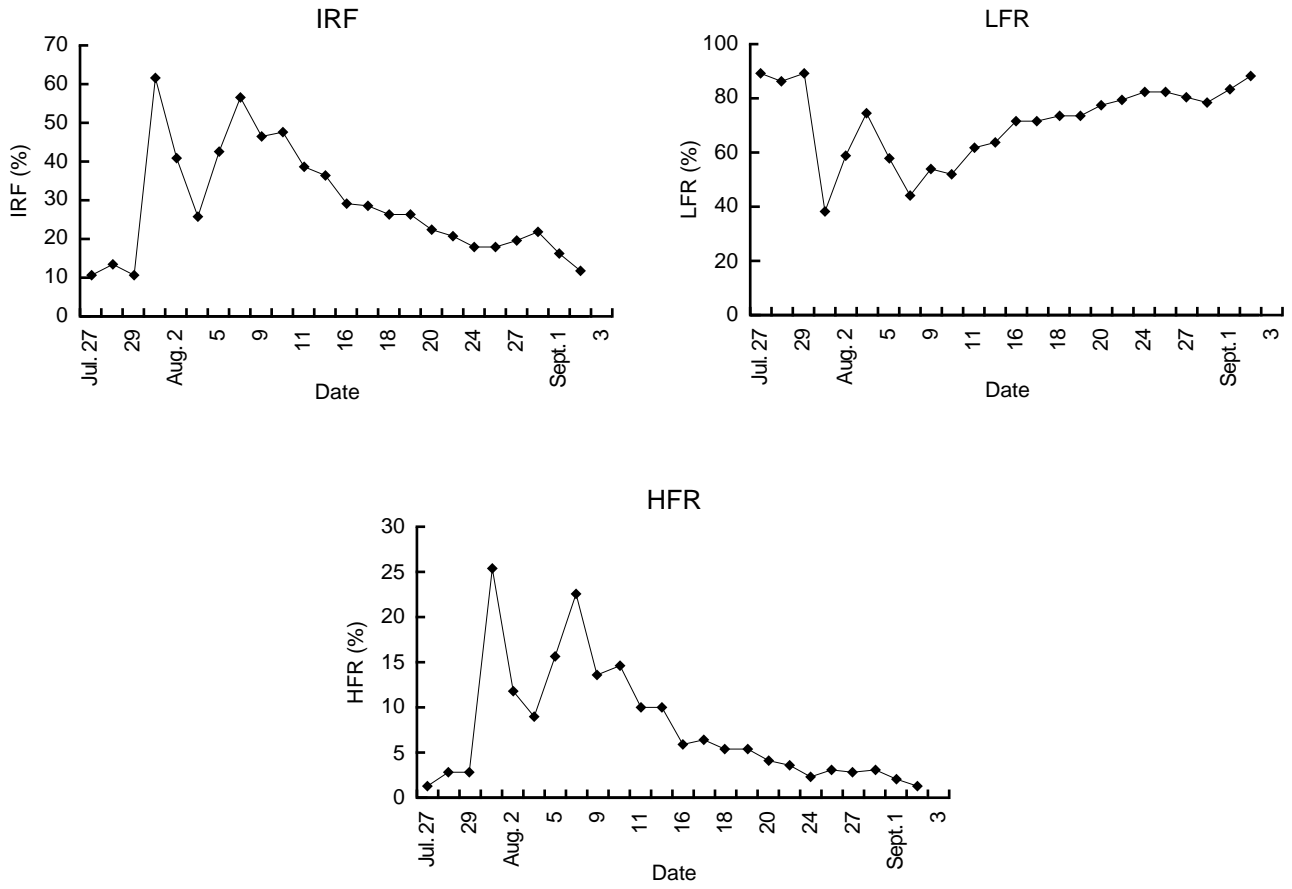 IRF
70
60
50
40
30
20
10
0
IRF (%)
Jul. 27
29
Aug. 2
5
9
11
16
18
20
24
27
Sept. 1
3
Date
LFR
100
80
60
40
20
0
LFR (%)
Jul. 27
29
Aug. 2
5
9
11
16
18
20
24
27
Sept. 1
3
Date
HFR
30
25
20
15
10
5
0
HFR (%)
Jul. 27
29
Aug. 2
5
9
11
16
18
20
24
27
Sept. 1
3
Date